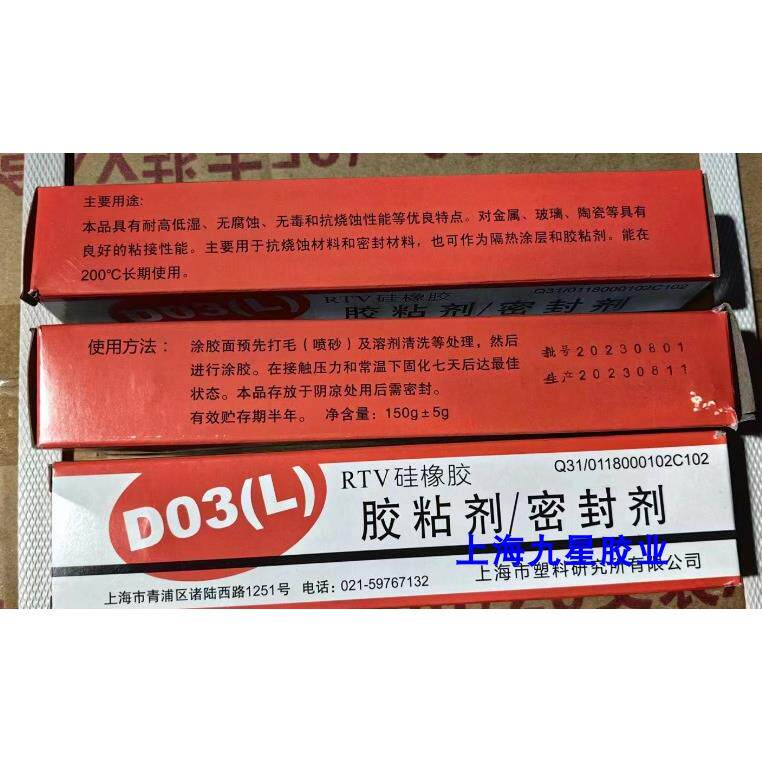 主要用途:
本品具有耐高低湿、无腐蚀、无毒和抗烧蚀性能等优良特点。对金属、玻璃、陶瓷等具有
良好的粘接性能。主要用于抗烧蚀材料和密封材料，也可作为隔热涂层和胶粘剂。能在
200℃长期使用。
D03(L)
RTV硅橡胶
Q31/0118000102C102
胶粘剂/密封剂
使用方法：
涂胶面预先打毛（喷砂）及溶剂清洗等处理，然后
进行涂胶。在接触压力和常温下固化七天后达最佳
状态。本品存放于阴凉处用后需密封。
有效贮存期半年。 净含量：150g±5g
批号20230801
生产20230811
D03(L)
RTV硅橡胶
Q31/0118000102C102
胶粘剂/密封剂
上海九星胶业
上海市塑料研究所有限公司
上海市青浦区诸陆西路1251号 电话：021-59767132